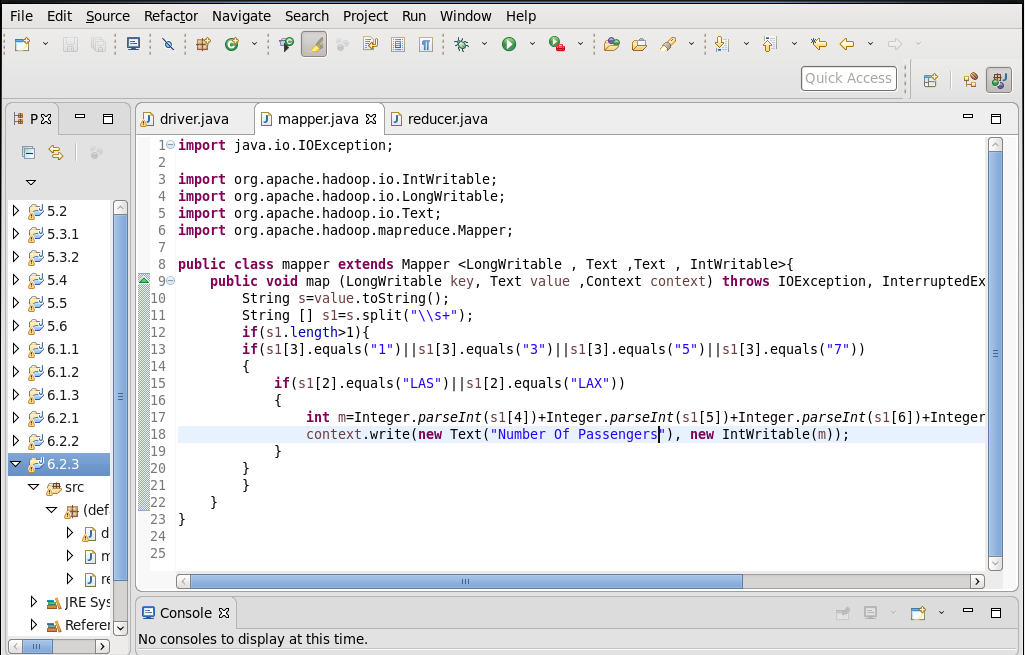 File Edit Source Refactor Navigate Search Project Run Window Help
Quick Access
P
driver.java mapper.java reducer.java
5.2
5.3.1
5.3.2
5.4
5.5
5.6
6.1.1
6.1.2
6.1.3
6.2.1
6.2.2
6.2.3
src
(def
d
m
re
JRE Sys
Referen
1 import java.io.IOException;
2
3 import org.apache.hadoop.io.IntWritable;
4 import org.apache.hadoop.io.LongWritable;
5 import org.apache.hadoop.io.Text;
6 import org.apache.hadoop.mapreduce.Mapper;
7
8 public class mapper extends Mapper <LongWritable , Text ,Text , IntWritable>{
9 public void map (LongWritable key, Text value ,Context context) throws IOException, InterruptedEx
10 String s=value.toString();
11 String [] s1=s.split("\\s+");
12 if(s1.length>1){
13 if(s1[3].equals("1")||s1[3].equals("3")||s1[3].equals("5")||s1[3].equals("7"))
14 {
15 if(s1[2].equals("LAS")||s1[2].equals("LAX"))
16 {
17 int m=Integer.parseInt(s1[4])+Integer.parseInt(s1[5])+Integer.parseInt(s1[6])+Integer
18 context.write(new Text("Number Of Passengers"), new IntWritable(m));
19 }
20 }
21 }
22 }
23 }
24
25
Console
No consoles to display at this time.